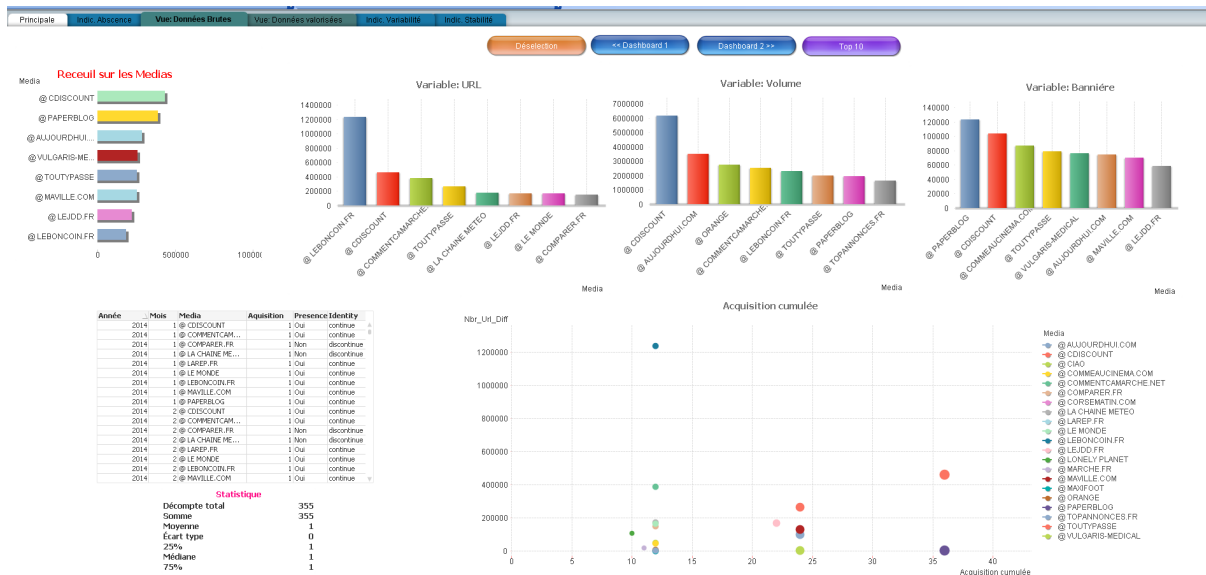 Principale Indic. Abscence Vue: Données Brutes Vue: Données valorisées Indic. Variabilité Indic. Stabilité
Déselection << Dashboard 1 Dashboard 2 >> Top 10
Receuil sur les Medias
Media
@ CDISCOUNT
@ PAPERBLOG
@ AUJOURDHUI....
@ VULGARIS-ME...
@ TOUTYPASSE
@ MAVILLE.COM
@ LEJDD.FR
@ LEBONCOIN.FR
0 500000 100000
Variable: URL
1400000
1200000
1000000
800000
600000
400000
200000
0
@ LEBONCOIN.FR
@ CDISCOUNT
@ COMMENTCAMARCHE
@ TOUTYPASSE
@ LA CHAINE METEO
@ LEJDD.FR
@ LE MONDE
@ COMPARER.FR
Media
Variable: Volume
7000000
6000000
5000000
4000000
3000000
2000000
1000000
0
@ CDISCOUNT
@ AUJOURDHUI.COM
@ ORANGE
@ COMMENTCAMARCHE.
@ LEBONCOIN.FR
@ TOUTYPASSE
@ PAPERBLOG
@ TOPANNONCES.FR
Media
Variable: Banniére
140000
120000
100000
80000
60000
40000
20000
0
@ PAPERBLOG
@ CDISCOUNT
@ COMMEAUCINEMA.COM
@ TOUTYPASSE
@ VULGARIS-MEDICAL
@ AUJOURDHUI.COM
@ MAVILLE.COM
@ LEJDD.FR
Media
Année Mois Media Aquisition Presence Identity
2014 1 @ CDISCOUNT 1 Oui continue
2014 1 @ COMMENTCAM... 1 Oui continue
2014 1 @ COMPARER.FR 1 Non discontinue
2014 1 @ LA CHAINE ME... 1 Non discontinue
2014 1 @ LAREP.FR 1 Oui continue
2014 1 @ LE MONDE 1 Oui continue
2014 1 @ LEBONCOIN.FR 1 Oui continue
2014 1 @ MAVILLE.COM 1 Oui continue
2014 1 @ PAPERBLOG 1 Oui continue
2014 2 @ CDISCOUNT 1 Oui continue
2014 2 @ COMMENTCAM... 1 Oui continue
2014 2 @ COMPARER.FR 1 Non discontinue
2014 2 @ LA CHAINE ME... 1 Non discontinue
2014 2 @ LAREP.FR 1 Oui continue
2014 2 @ LE MONDE 1 Oui continue
2014 2 @ LEBONCOIN.FR 1 Oui continue
2014 2 @ MAVILLE.COM 1 Oui continue
Statistique
Décompte total 355
Somme 355
Moyenne 1
Écart type 0
25% 1
Médiane 1
75% 1
Acquisition cumulée
Nbr_Url_Diff
1200000
1000000
800000
600000
400000
200000
0
0 5 10 15 20 25 30 35 40
Acquisition cumulée
Media
@ AUJOURDHUI.COM
@ CDISCOUNT
@ CIAO
@ COMMEAUCINEMA.COM
@ COMMENTCAMARCHE.NET
@ COMPARER.FR
@ CORSEMATIN.COM
@ LA CHAINE METEO
@ LAREP.FR
@ LE MONDE
@ LEBONCOIN.FR
@ LEJDD.FR
@ LONELY PLANET
@ MARCHE.FR
@ MAVILLE.COM
@ MAXIFOOT
@ ORANGE
@ PAPERBLOG
@ TOPANNONCES.FR
@ TOUTYPASSE
@ VULGARIS-MEDICAL